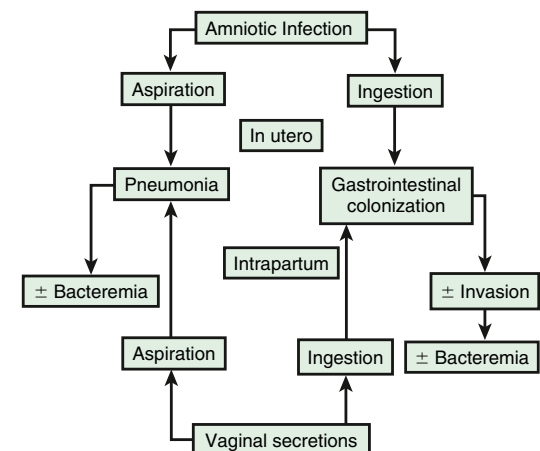 Amniotic Infection
Aspiration
Ingestion
In utero
Pneumonia
Gastrointestinal
colonization
Intrapartum
± Bacteremia
± Invasion
Aspiration
Ingestion
± Bacteremia
Vaginal secretions